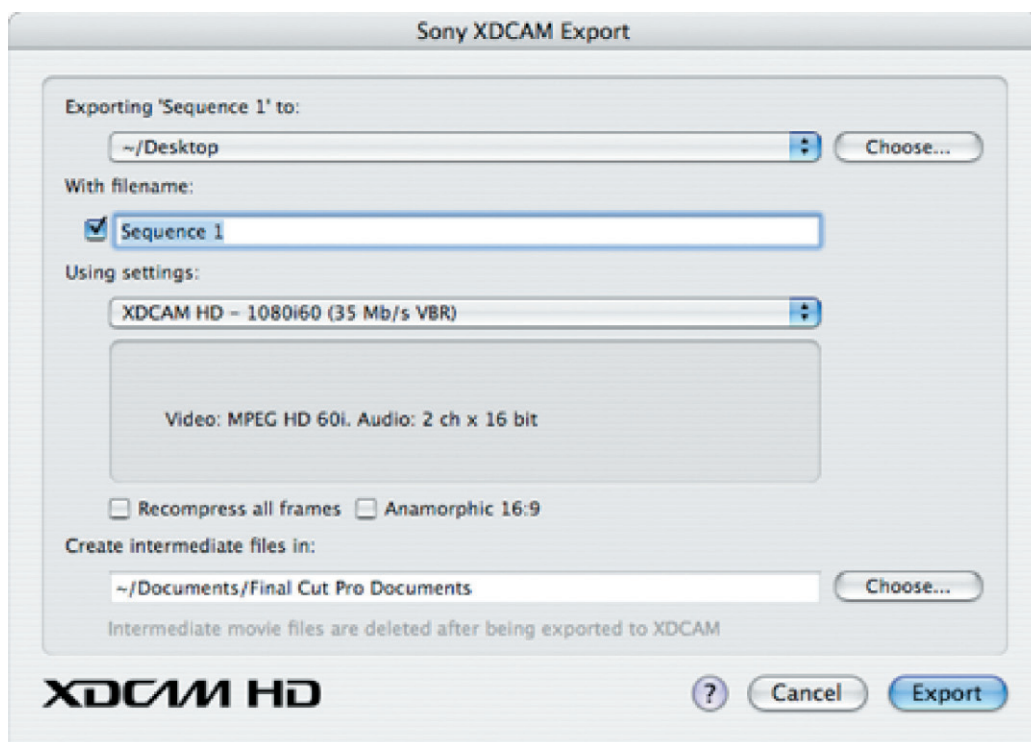 Sony XDCAM Export
Exporting 'Sequence 1' to:
~/Desktop
Choose...
With filename:
Sequence 1
Using settings:
XDCAM HD – 1080i60 (35 Mb/s VBR)
Video: MPEG HD 60i. Audio: 2 ch x 16 bit
Recompress all frames Anamorphic 16:9
Create intermediate files in:
~/Documents/Final Cut Pro Documents
Choose...
Intermediate movie files are deleted after being exported to XDCAM
XDCAM HD
? Cancel Export